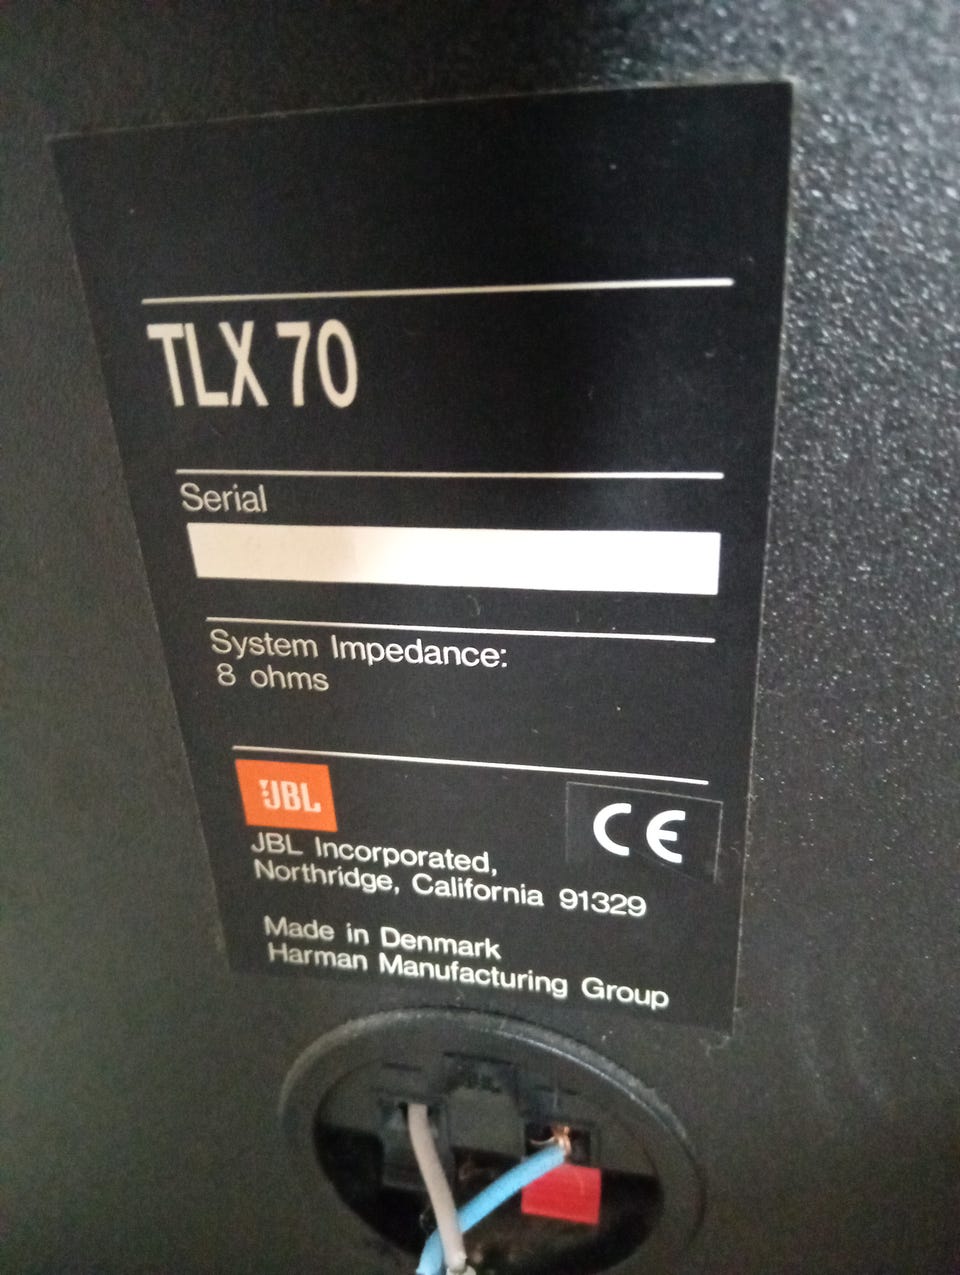 TLX 70
Serial
System Impedance:
8 ohms
JBL
CE
JBL Incorporated,
Northridge, California 91329
Made in Denmark
Harman Manufacturing Group